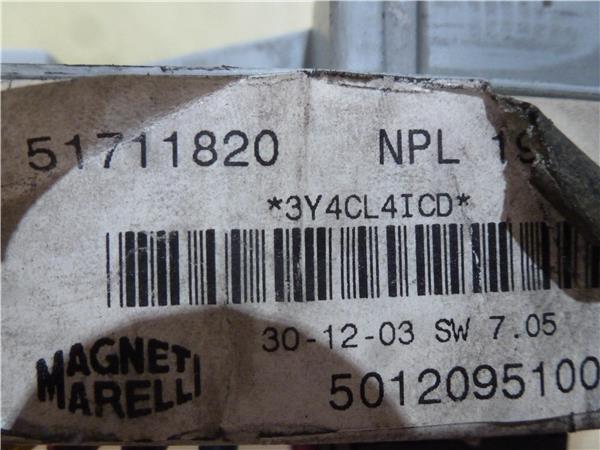 51711820 NPL
*3Y4CL4ICD*
30-12-03 SW 7.05
MAGNETI
MARELLI
5012095100